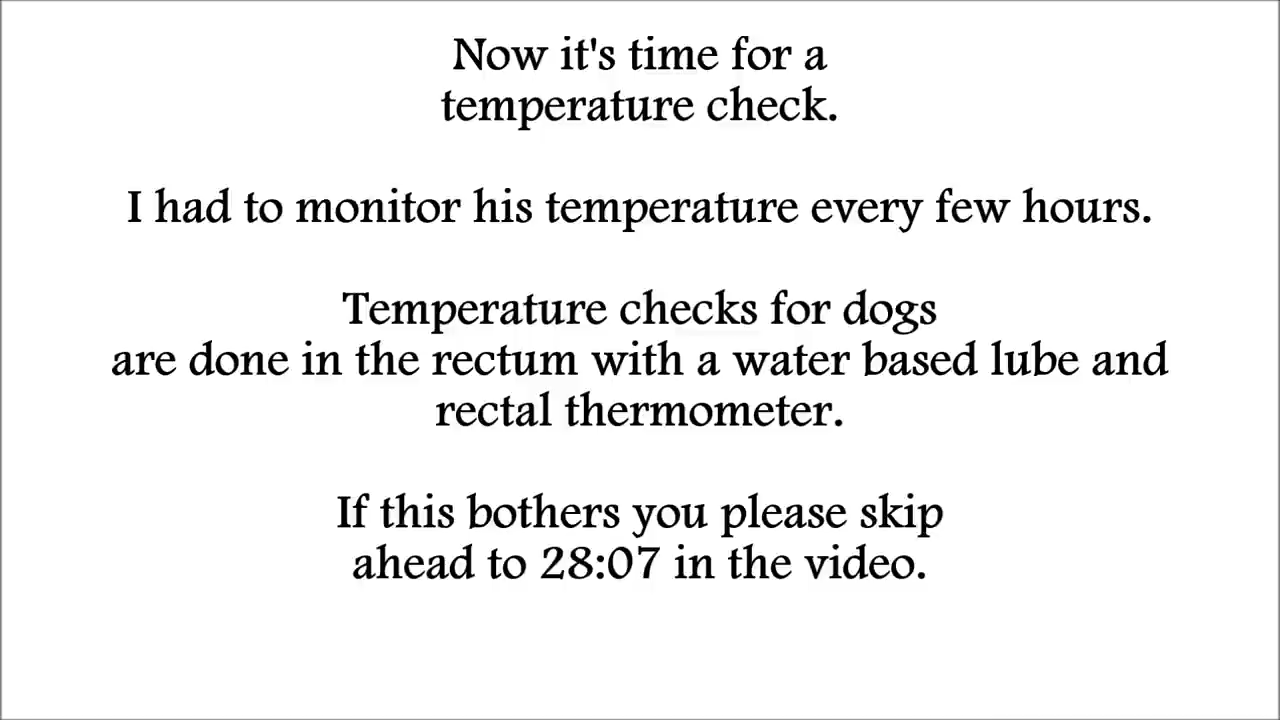 Now it's time for a
temperature check.
I had to monitor his temperature every few hours.
Temperature checks for dogs
are done in the rectum with a water based lube and
rectal thermometer.
If this bothers you please skip
ahead to 28:07 in the video.